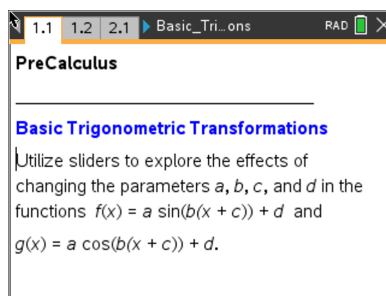 1.1 1.2 2.1 Basic_Tri...ons RAD
PreCalculus
Basic Trigonometric Transformations
Utilize sliders to explore the effects of
changing the parameters a, b, c, and d in the
functions f(x) = a sin(b(x + c)) + d and
g(x) = a cos(b(x + c)) + d.